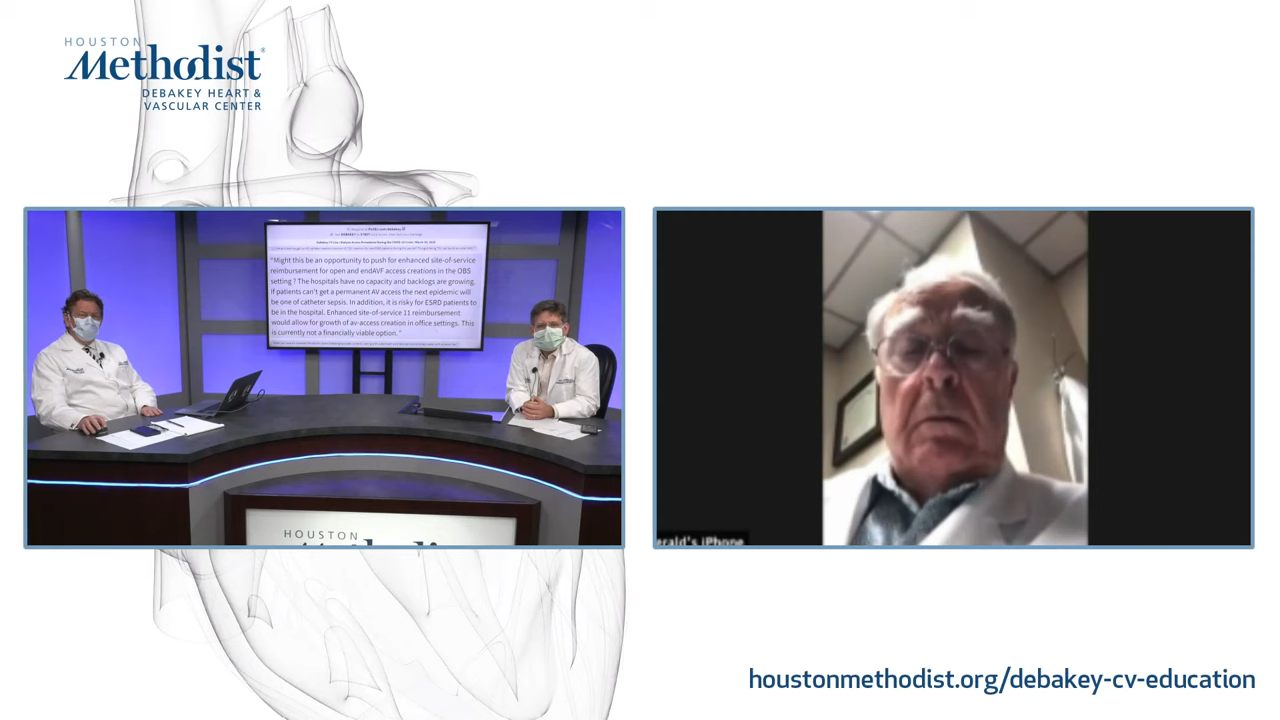 HOUSTON
Methodist®
DEBAKEY HEART &
VASCULAR CENTER
"Might this be an opportunity to push for enhanced site-of-service
reimbursement for open and endAVF access creations in the OBS
setting ? The hospitals have no capacity and backlogs are growing.
If patients can't get a permanent AV access the next epidemic will
be one of catheter sepsis. In addition, it is risky for ESRD patients to
be in the hospital. Enhanced site-of-service 11 reimbursement
would allow for growth of av-access creation in office settings. This
is currently not a financially viable option. "
HOUSTON
erald's iPhone
houstonmethodist.org/debakey-cv-education